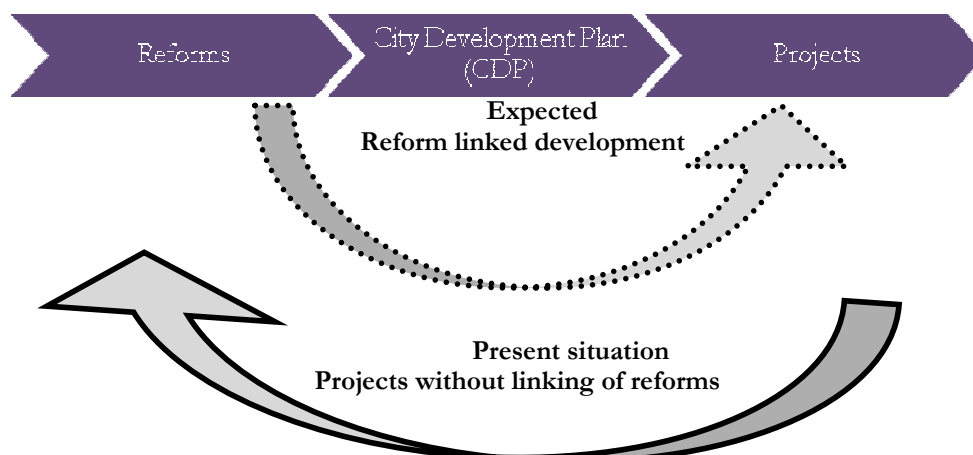 Reforms
City Development Plan
(CDP)
Projects
Expected
Reform linked development
Present situation
Projects without linking of reforms